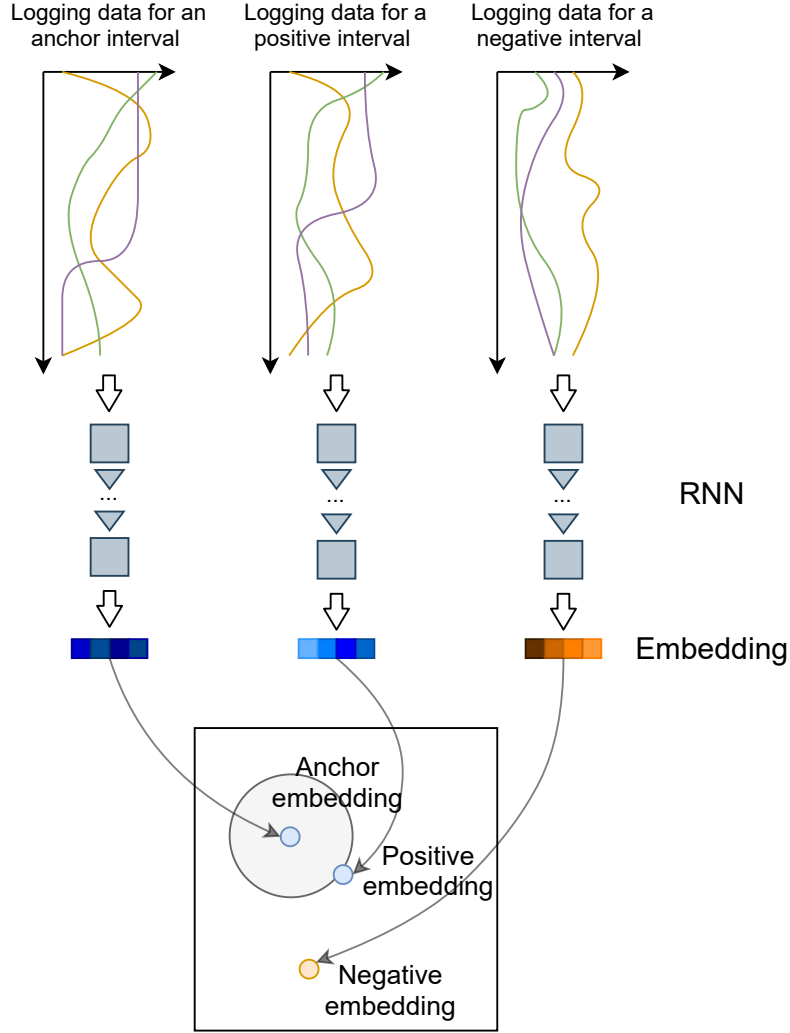 Logging data for an
anchor interval
Logging data for a
positive interval
Logging data for a
negative interval
...
...
...
RNN
Embedding
Anchor
embedding
Positive
embedding
Negative
embedding